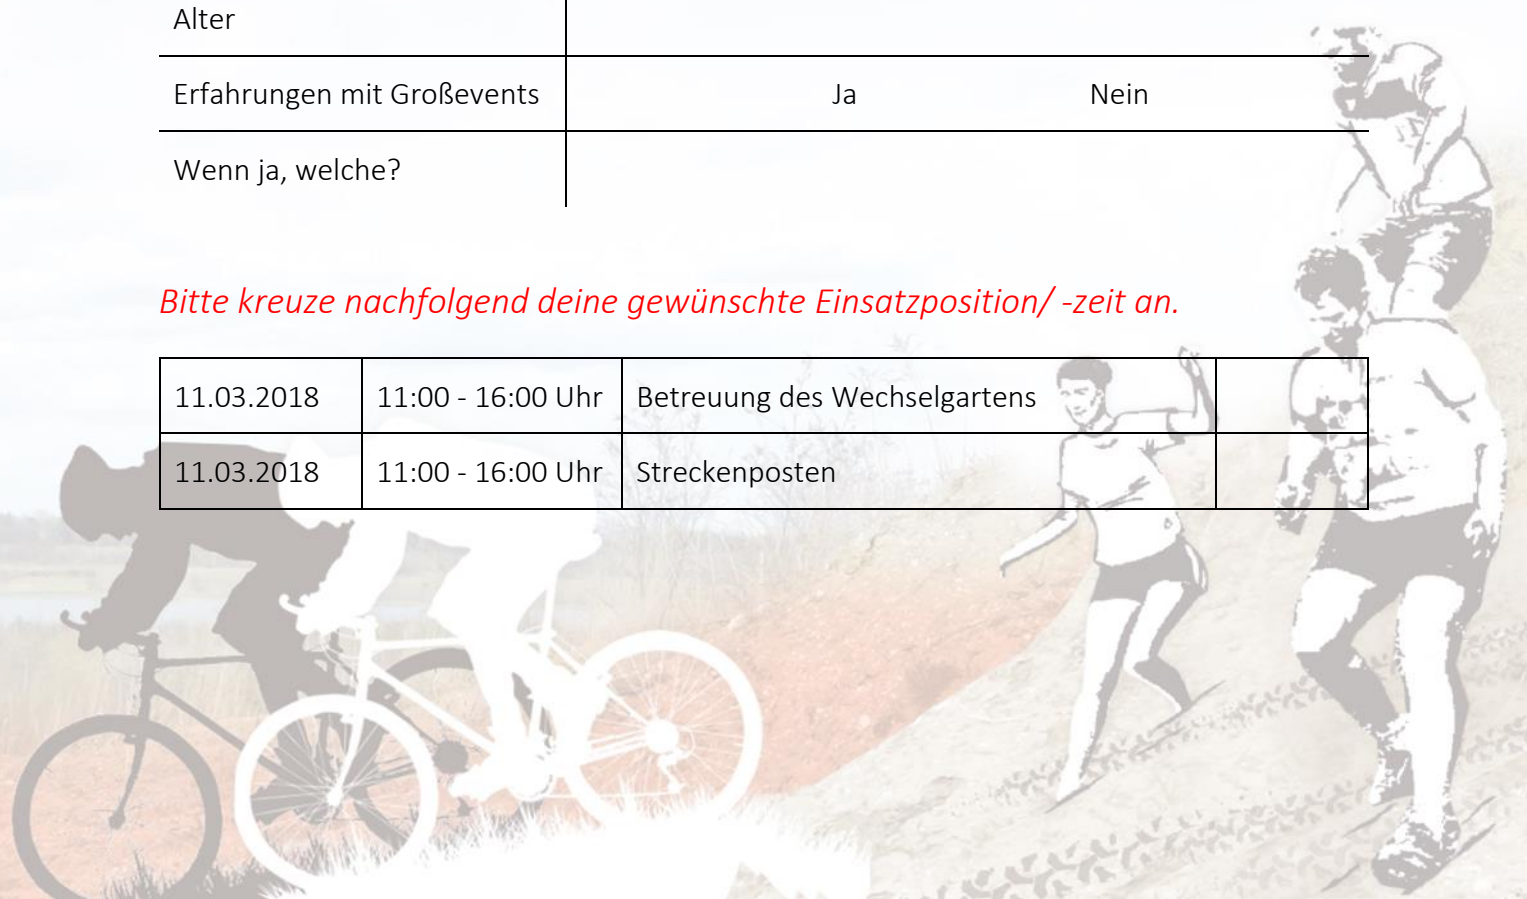 Alter
Erfahrungen mit Großevents Ja Nein
Wenn ja, welche?
Bitte kreuze nachfolgend deine gewünschte Einsatzposition/ -zeit an.
11.03.2018 11:00 - 16:00 Uhr Betreuung des Wechselgartens
11.03.2018 11:00 - 16:00 Uhr Streckenposten